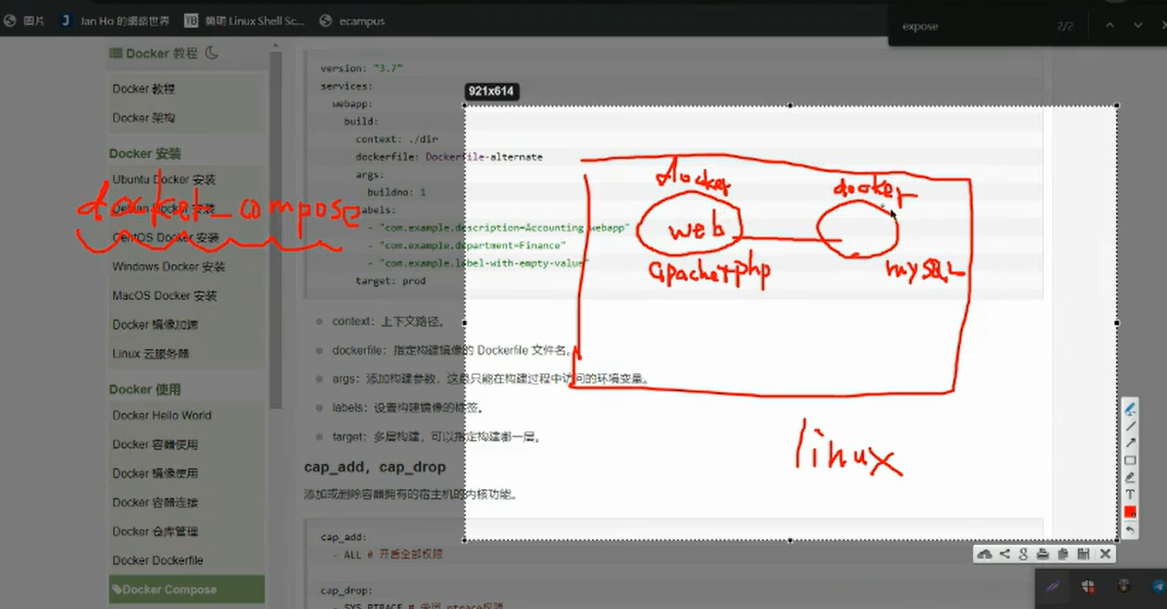 圖片
Jan Ho 的網絡世界
簡明 Linux Shell Sc...
ecampus
expose
2/2
Docker 教程
Docker 教程
Docker 架构
Docker 安装
Ubuntu Docker 安装
Debian Docker 安装
CentOS Docker 安装
Windows Docker 安装
MacOS Docker 安装
Docker 镜像加速
Linux 云服务器
Docker 使用
Docker Hello World
Docker 容器使用
Docker 镜像使用
Docker 容器连接
Docker 仓库管理
Docker Dockerfile
Docker Compose
docker_compose
version: "3.7"
services:
webapp:
build:
context: ./dir
dockerfile: Dockerfile-alternate
args:
buildno: 1
labels:
- "com.example.description=Accounting webapp"
- "com.example.department=Finance"
- "com.example.label-with-empty-value"
target: prod
context：上下文路径。
dockerfile：指定构建镜像的 Dockerfile 文件名。
args：添加构建参数，这是只能在构建过程中访问的环境变量。
labels：设置构建镜像的标签。
target：多层构建，可以指定构建哪一层。
cap_add, cap_drop
添加或删除容器拥有的宿主机的内核功能。
cap_add:
- ALL # 开启全部权限
cap_drop:
- SYS_PTRACE # 关闭 ptrace权限
921x614
docker
docker
web
apache+php
mySQL
linux
T